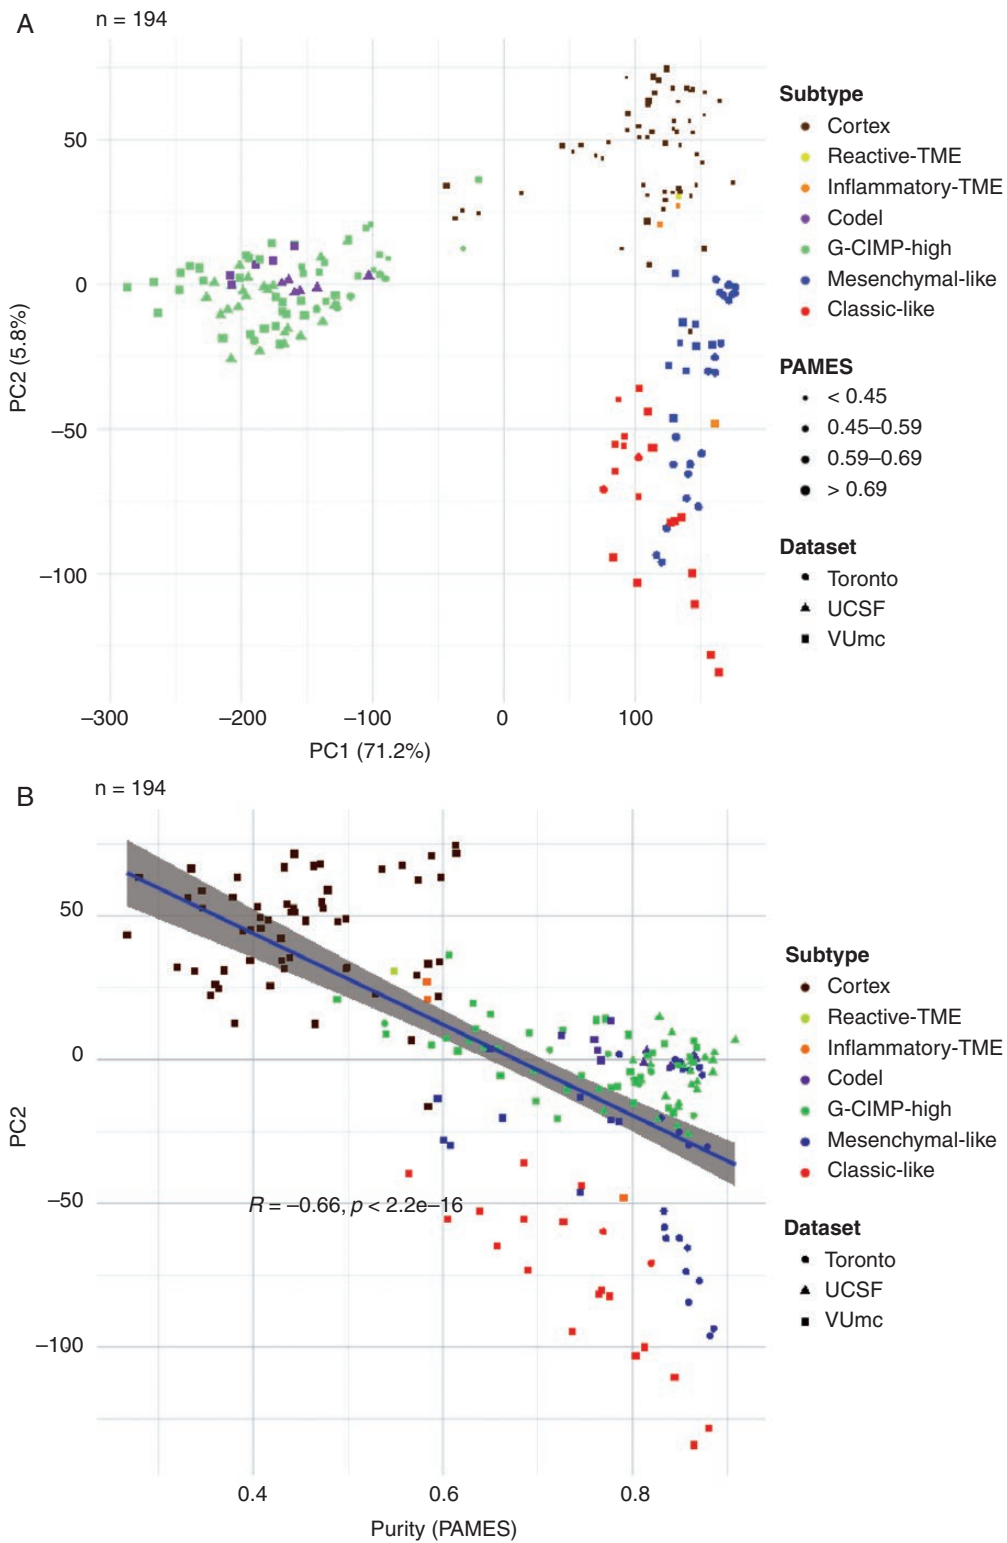 A
n = 194
50
0
–50
–100
PC2 (5.8%)
–300
–200
–100
0
100
PC1 (71.2%)
Subtype
Cortex
Reactive-TME
Inflammatory-TME
Codel
G-CIMP-high
Mesenchymal-like
Classic-like
PAMES
< 0.45
0.45–0.59
0.59–0.69
> 0.69
Dataset
Toronto
UCSF
VUmc
B
n = 194
50
0
–50
–100
PC2
R = –0.66, p < 2.2e–16
0.4
0.6
0.8
Purity (PAMES)
Subtype
Cortex
Reactive-TME
Inflammatory-TME
Codel
G-CIMP-high
Mesenchymal-like
Classic-like
Dataset
Toronto
UCSF
VUmc